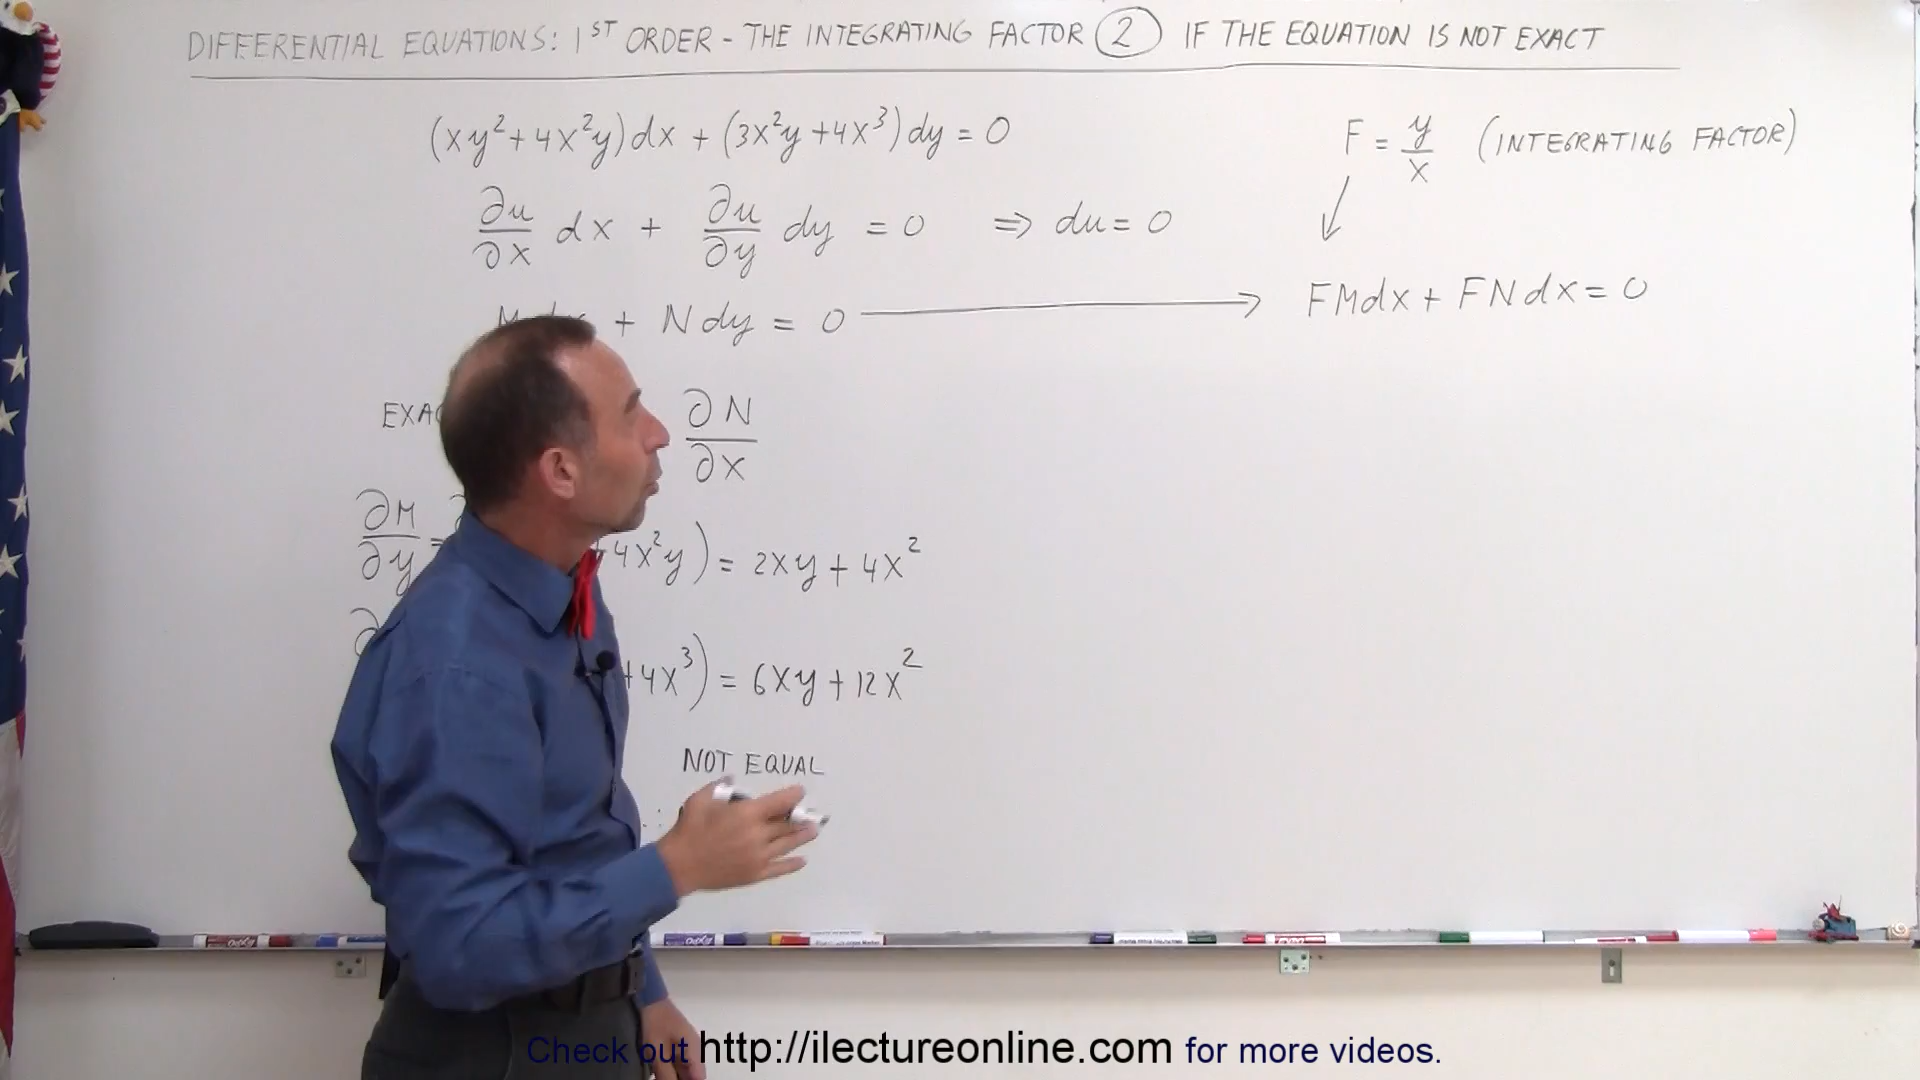 DIFFERENTIAL EQUATIONS: 1ST ORDER - THE INTEGRATING FACTOR 2 IF THE EQUATION IS NOT EXACT
(xy²+4x²y)dx + (3x²y+4x³)dy = 0
F = y/x (INTEGRATING FACTOR)
∂u/∂x dx + ∂u/∂y dy = 0 ⇒ du = 0
+ N dy = 0 → FMdx + FNdx = 0
∂N/∂x
∂M/∂y = 4x²y) = 2xy + 4x²
+4x³) = 6xy + 12x²
NOT EQUAL
Check out http://ilectureonline.com for more videos.